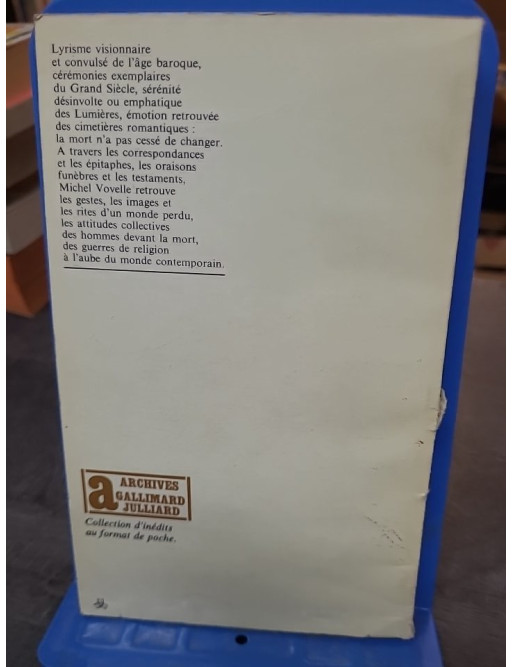 Lyrisme visionnaire
et convulsé de l'âge baroque,
cérémonies exemplaires
du Grand Siècle, sérénité
désinvolte ou emphatique
des Lumières, émotion retrouvée
des cimetières romantiques :
la mort n'a pas cessé de changer.
A travers les correspondances
et les épitaphes, les oraisons
funèbres et les testaments,
Michel Vovelle retrouve
les gestes, les images et
les rites d'un monde perdu,
les attitudes collectives
des hommes devant la mort,
des guerres de religion
à l'aube du monde contemporain.
a ARCHIVES
GALLIMARD
JULLIARD
Collection d'inédits
au format de poche.